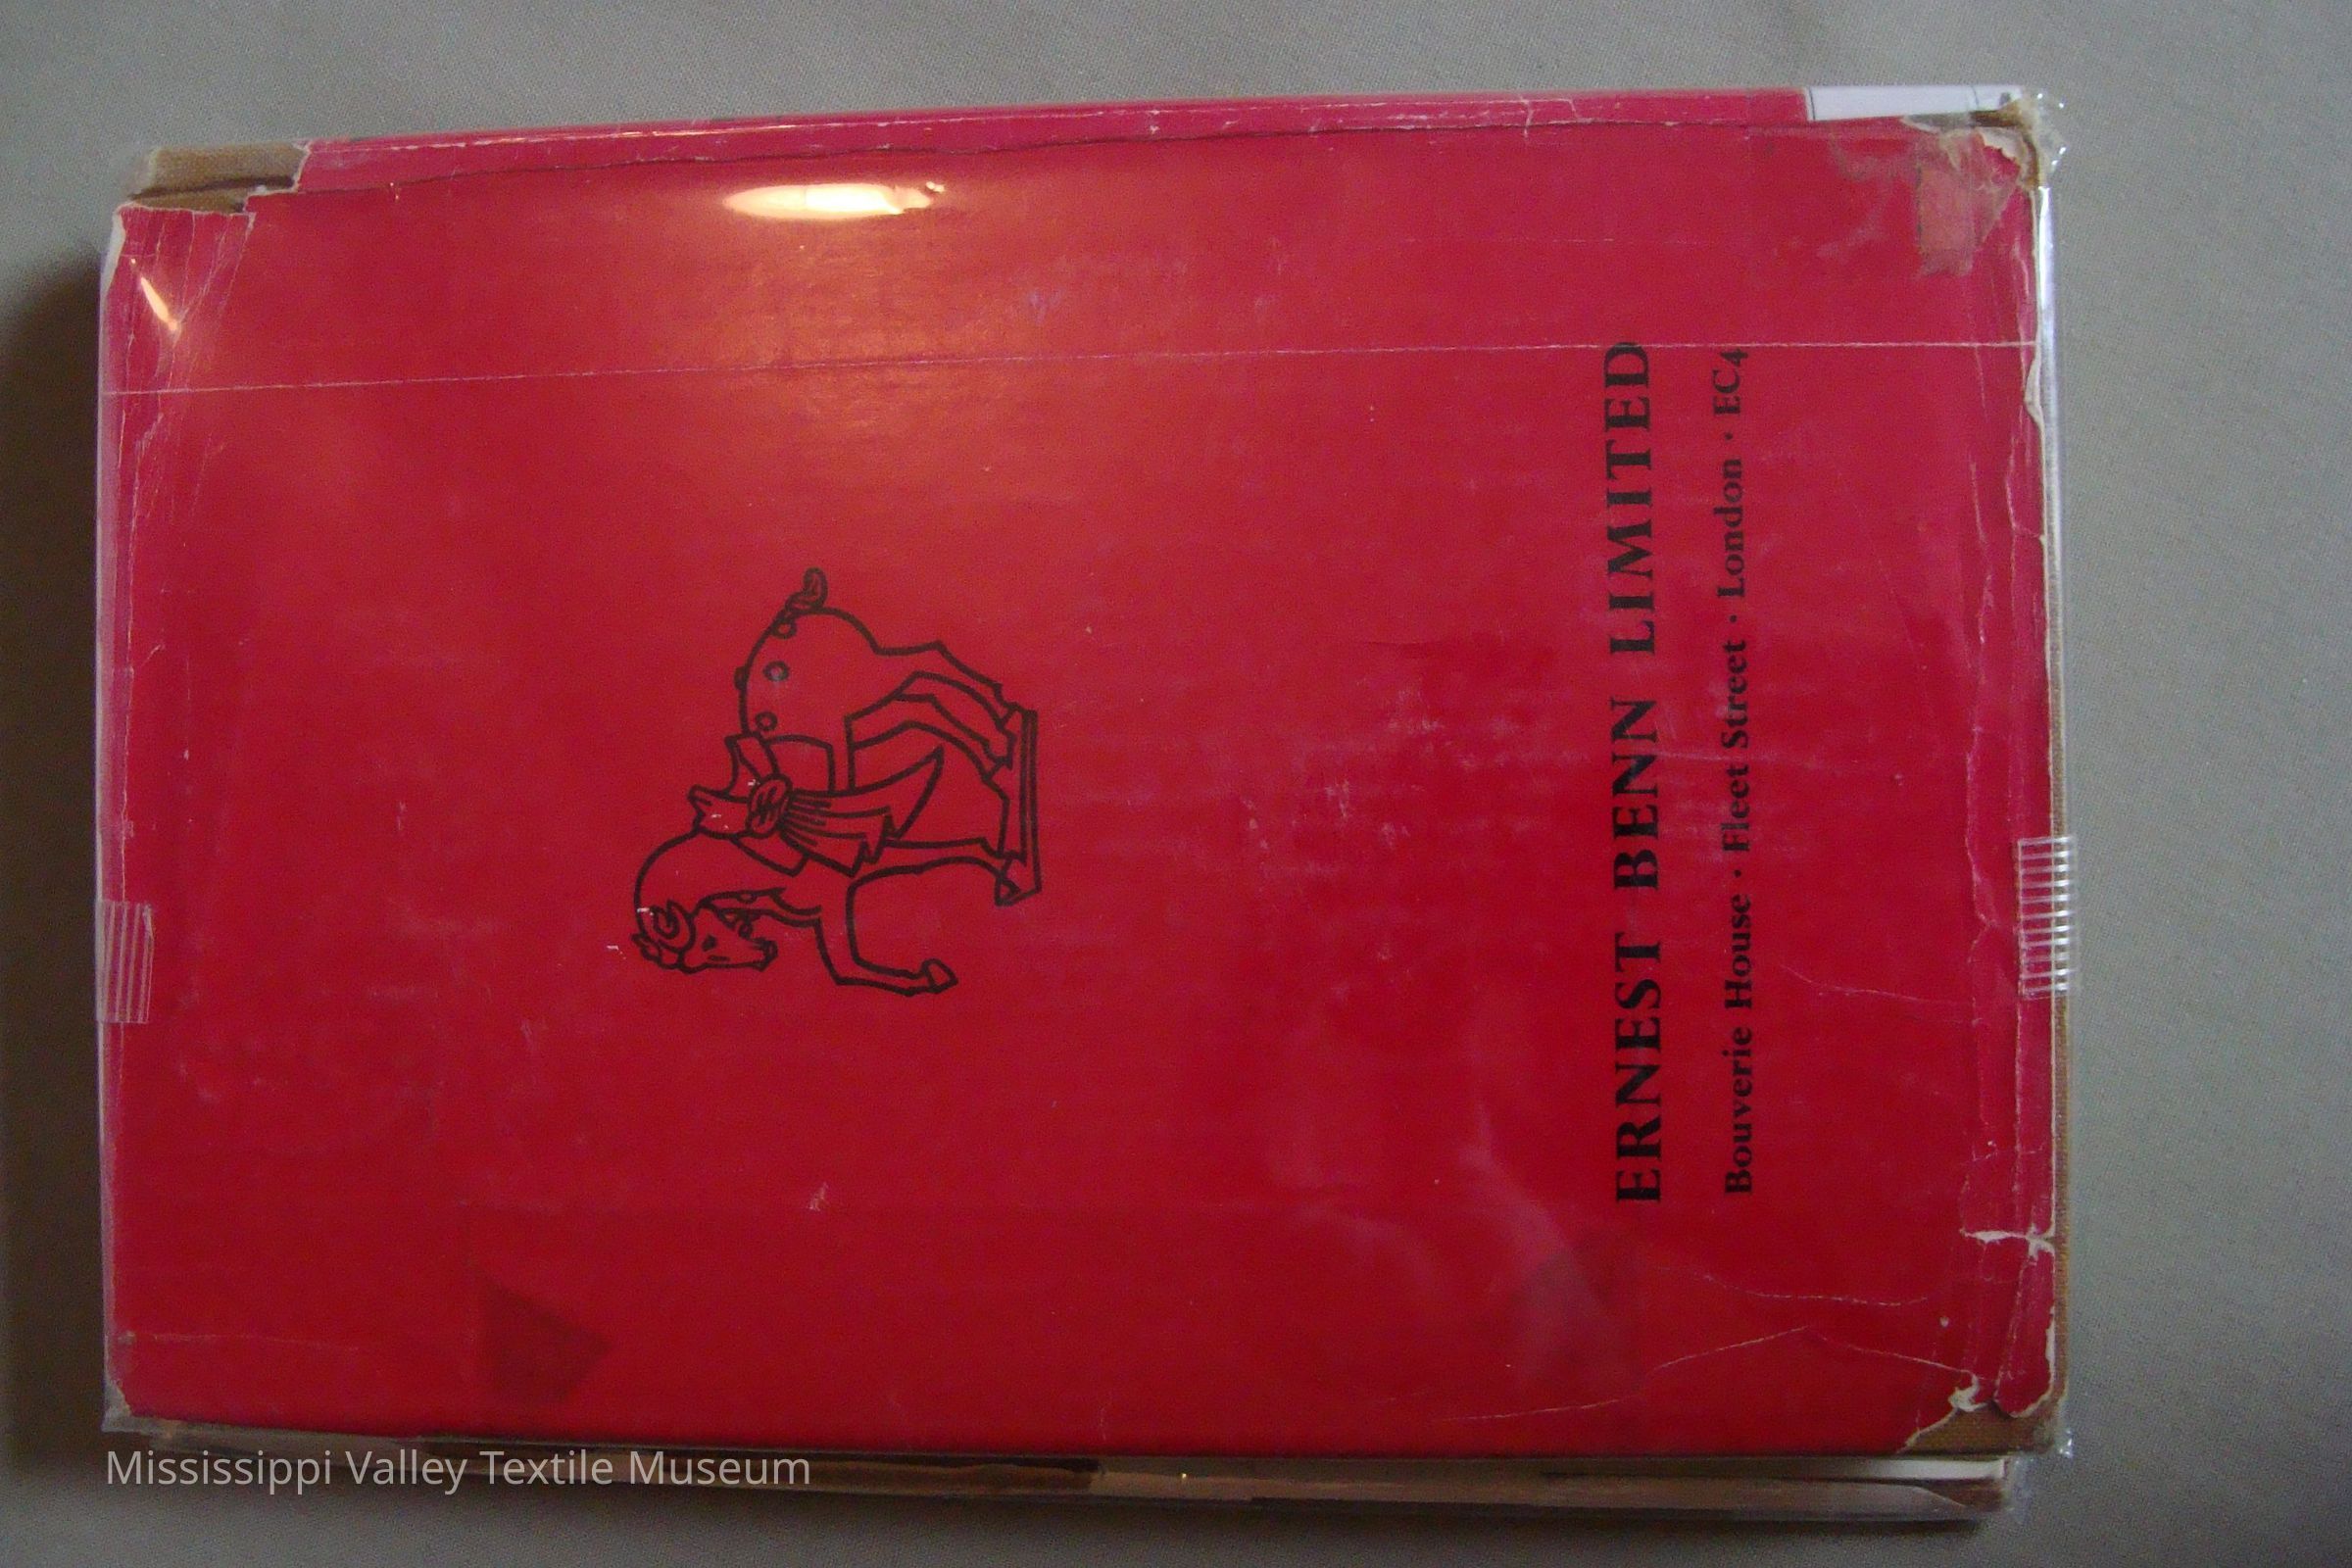 ERNEST BENN LIMITED
Bouverie House · Fleet Street · London · EC4
Mississippi Valley Textile Museum